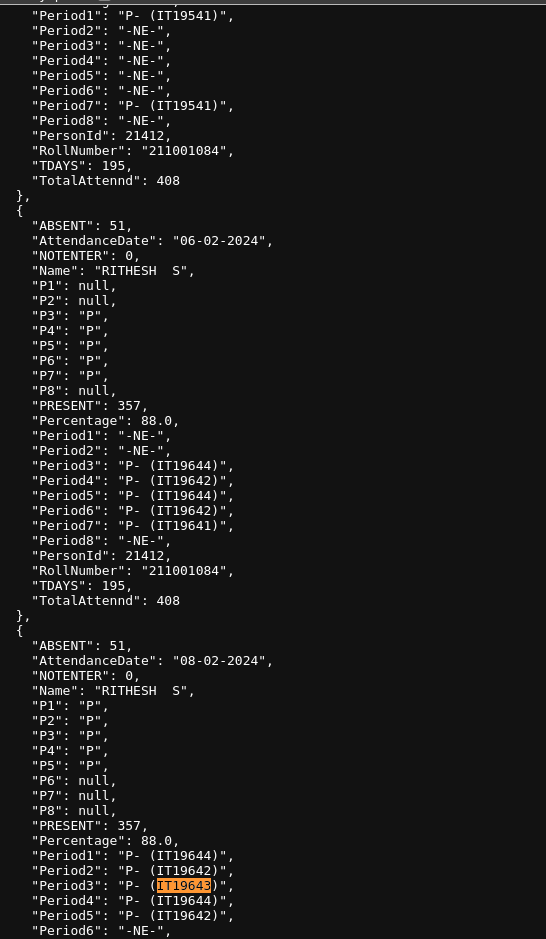 "Period1": "P- (IT19541)",
"Period2": "-NE-",
"Period3": "-NE-",
"Period4": "-NE-",
"Period5": "-NE-",
"Period6": "-NE-",
"Period7": "P- (IT19541)",
"Period8": "-NE-",
"PersonId": 21412,
"RollNumber": "211001084",
"TDAYS": 195,
"TotalAttennd": 408
},
{
"ABSENT": 51,
"AttendanceDate": "06-02-2024",
"NOTENTER": 0,
"Name": "RITHESH  S",
"P1": null,
"P2": null,
"P3": "P",
"P4": "P",
"P5": "P",
"P6": "P",
"P7": "P",
"P8": null,
"PRESENT": 357,
"Percentage": 88.0,
"Period1": "-NE-",
"Period2": "-NE-",
"Period3": "P- (IT19644)",
"Period4": "P- (IT19642)",
"Period5": "P- (IT19644)",
"Period6": "P- (IT19642)",
"Period7": "P- (IT19641)",
"Period8": "-NE-",
"PersonId": 21412,
"RollNumber": "211001084",
"TDAYS": 195,
"TotalAttennd": 408
},
{
"ABSENT": 51,
"AttendanceDate": "08-02-2024",
"NOTENTER": 0,
"Name": "RITHESH  S",
"P1": "P",
"P2": "P",
"P3": "P",
"P4": "P",
"P5": "P",
"P6": null,
"P7": null,
"P8": null,
"PRESENT": 357,
"Percentage": 88.0,
"Period1": "P- (IT19644)",
"Period2": "P- (IT19642)",
"Period3": "P- (IT19643)",
"Period4": "P- (IT19644)",
"Period5": "P- (IT19642)",
"Period6": "-NE-",